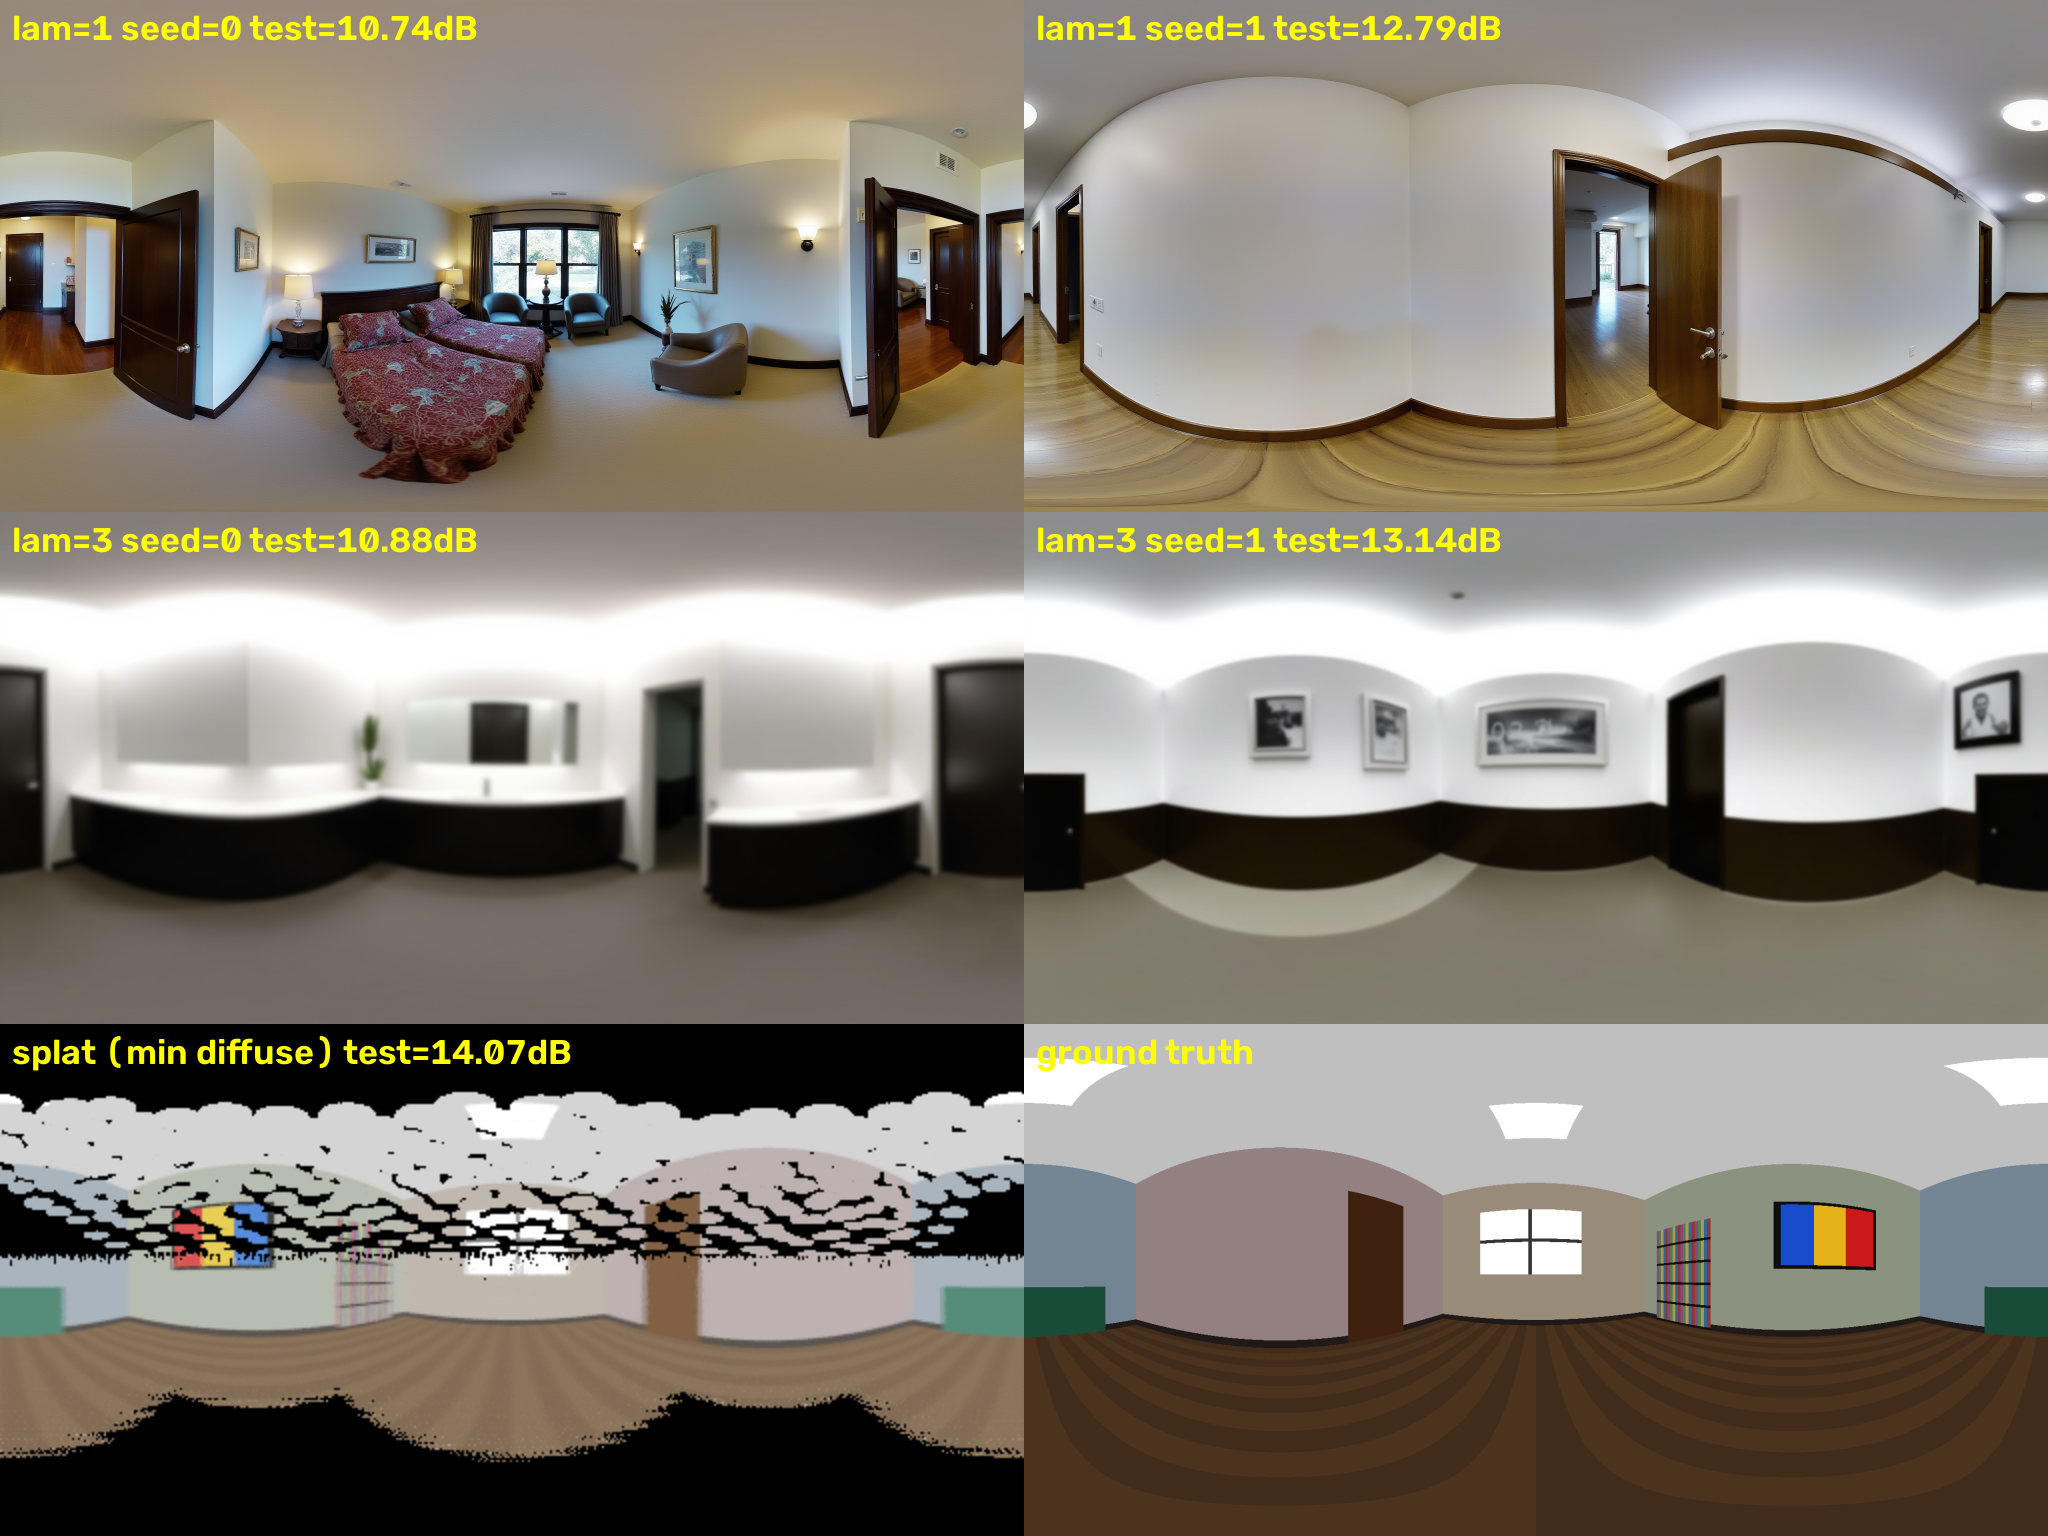 lam=1 seed=0 test=10.74dB
lam=1 seed=1 test=12.79dB
lam=3 seed=0 test=10.88dB
lam=3 seed=1 test=13.14dB
splat (min diffuse) test=14.07dB
ground truth